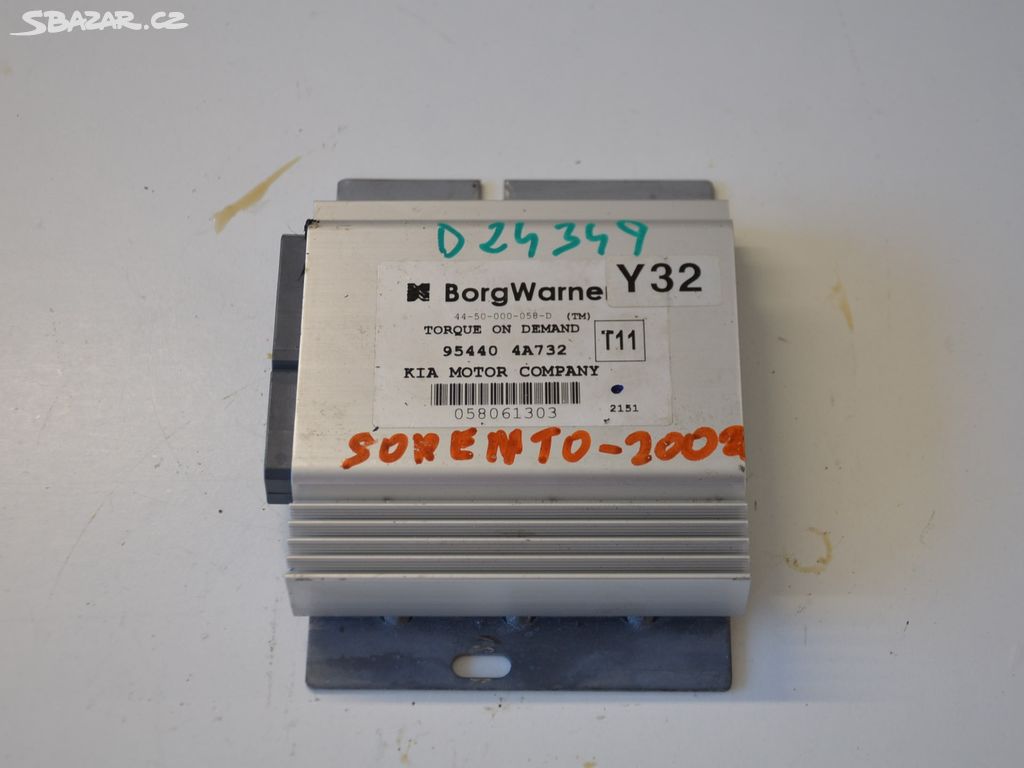 SBAZAR.CZ
D24349
BorgWarne
Y32
44-50-000-058-D (TM)
TORQUE ON DEMAND
T11
95440 4A732
KIA MOTOR COMPANY
058061303
2151
SORENTO-2002